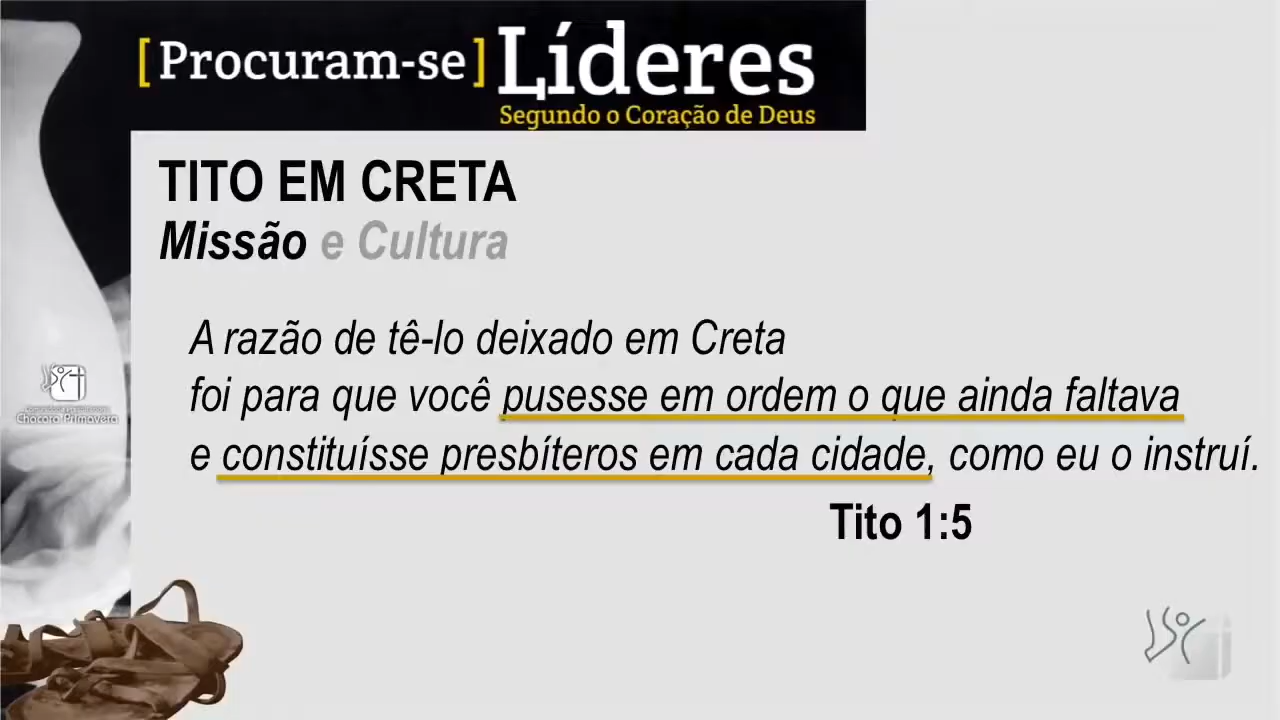 [Procuram-se] Líderes
Segundo o Coração de Deus
TITO EM CRETA
Missão e Cultura
A razão de tê-lo deixado em Creta
foi para que você pusesse em ordem o que ainda faltava
e constituísse presbíteros em cada cidade, como eu o instruí.
Tito 1:5
Chácara Primavera